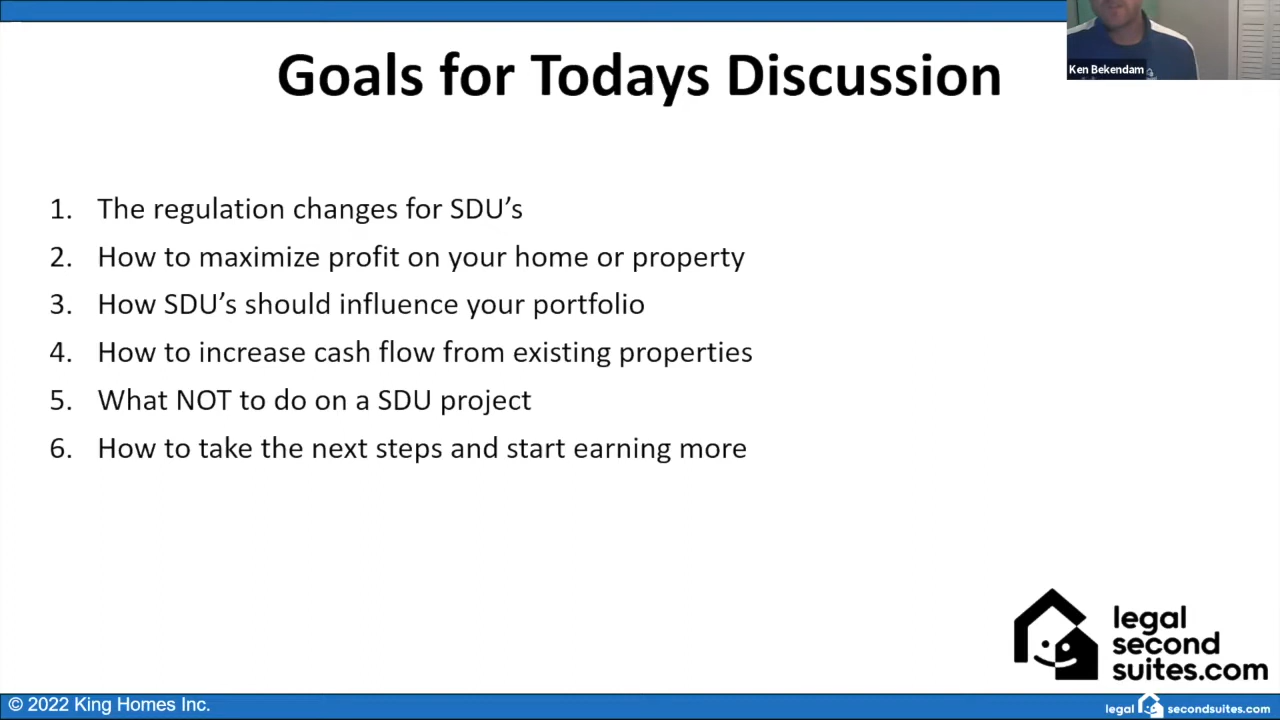 Goals for Todays Discussion
Ken Bekendam
1. The regulation changes for SDU’s
2. How to maximize profit on your home or property
3. How SDU’s should influence your portfolio
4. How to increase cash flow from existing properties
5. What NOT to do on a SDU project
6. How to take the next steps and start earning more
legal
second
suites.com
© 2022 King Homes Inc.
legal secondsuites.com